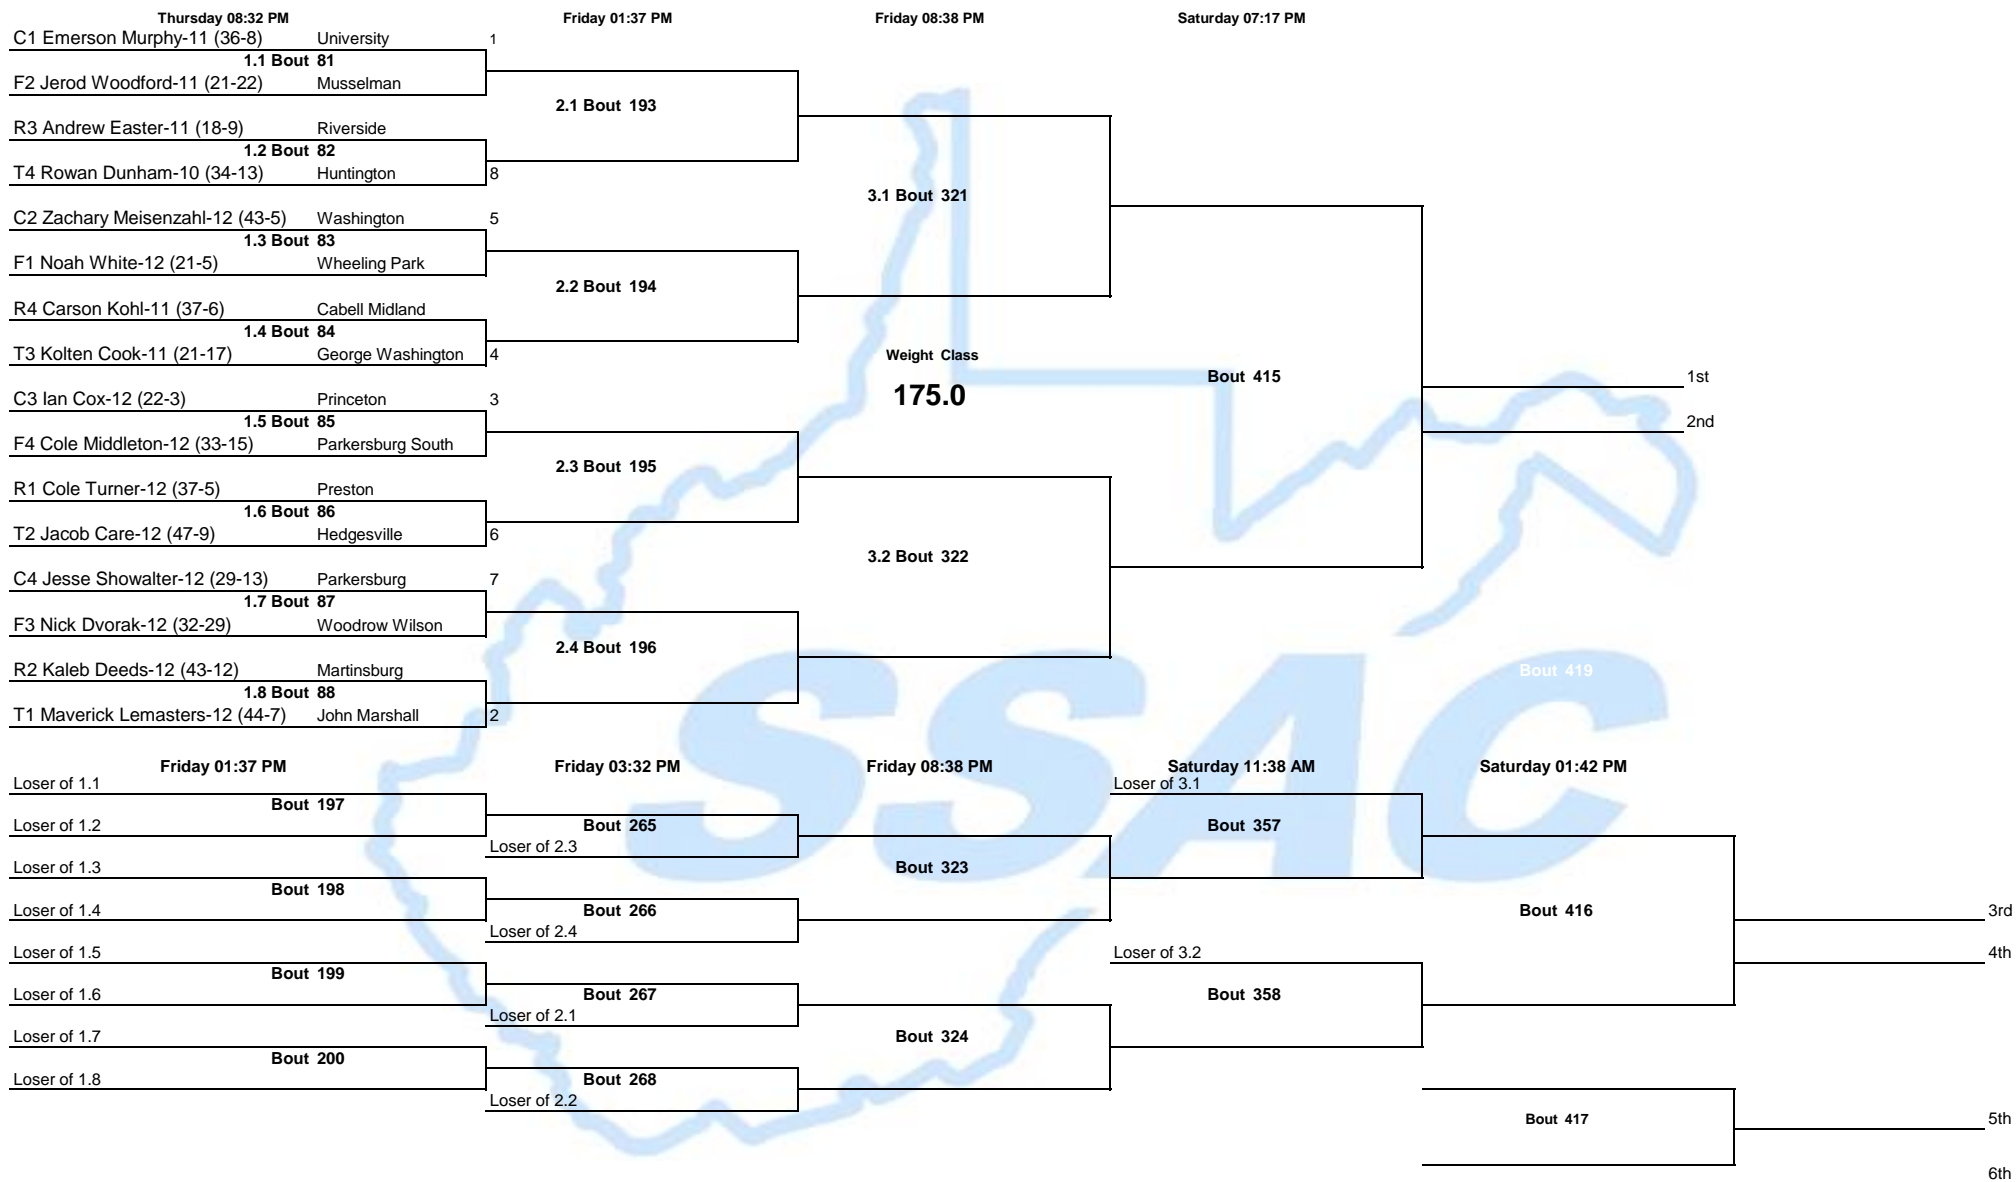 Thursday 08:32 PM Friday 01:37 PM Friday 08:38 PM Saturday 07:17 PM
C1 Emerson Murphy-11 (36-8) University 1
1.1 Bout 81
F2 Jerod Woodford-11 (21-22) Musselman
2.1 Bout 193
R3 Andrew Easter-11 (18-9) Riverside
1.2 Bout 82
T4 Rowan Dunham-10 (34-13) Huntington 8
3.1 Bout 321
C2 Zachary Meisenzahl-12 (43-5) Washington 5
1.3 Bout 83
F1 Noah White-12 (21-5) Wheeling Park
2.2 Bout 194
R4 Carson Kohl-11 (37-6) Cabell Midland
1.4 Bout 84
T3 Kolten Cook-11 (21-17) George Washington 4
Weight Class
175.0
Bout 415
1st
2nd
C3 Ian Cox-12 (22-3) Princeton 3
1.5 Bout 85
F4 Cole Middleton-12 (33-15) Parkersburg South
2.3 Bout 195
R1 Cole Turner-12 (37-5) Preston
1.6 Bout 86
T2 Jacob Care-12 (47-9) Hedgesville 6
3.2 Bout 322
C4 Jesse Showalter-12 (29-13) Parkersburg 7
1.7 Bout 87
F3 Nick Dvorak-12 (32-29) Woodrow Wilson
2.4 Bout 196
R2 Kaleb Deeds-12 (43-12) Martinsburg
Bout 419
1.8 Bout 88
T1 Maverick Lemasters-12 (44-7) John Marshall 2
SSAC
Friday 01:37 PM Friday 03:32 PM Friday 08:38 PM Saturday 11:38 AM Saturday 01:42 PM
Loser of 1.1 Loser of 3.1
Bout 197
Loser of 1.2 Bout 265 Bout 357
Loser of 2.3
Loser of 1.3 Bout 323
Bout 198
Loser of 1.4 Bout 266 Bout 416 3rd
Loser of 2.4
Loser of 1.5 Loser of 3.2 4th
Bout 199
Loser of 1.6 Bout 267 Bout 358
Loser of 2.1
Loser of 1.7 Bout 324
Bout 200
Loser of 1.8 Bout 268
Loser of 2.2
Bout 417 5th
6th